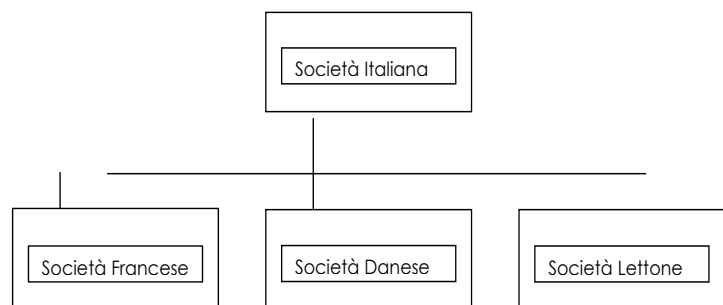 Società Italiana
Società Francese
Società Danese
Società Lettone